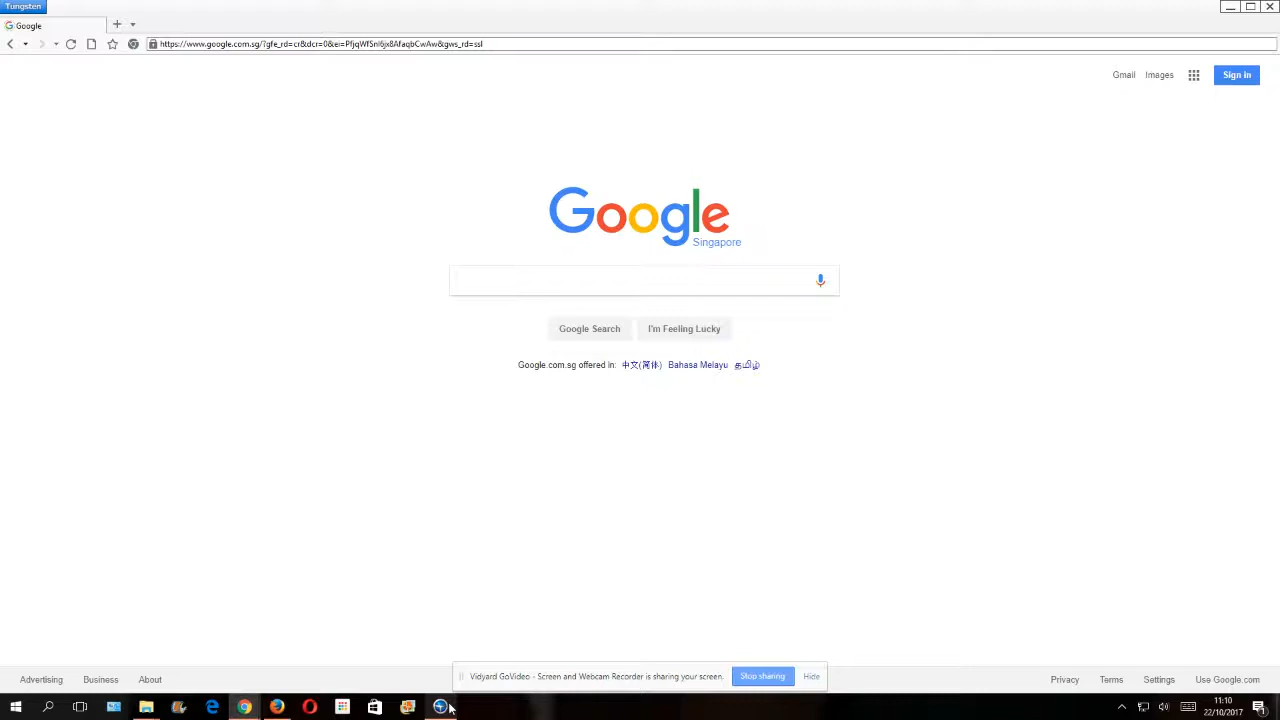 Tungsten
Google
https://www.google.com.sg/?gfe_rd=cr&dcr=0&ei=PfjqWfSnI6jx8AfaqbCwAw&gws_rd=ssl
Gmail Images Sign in
Google
Singapore
Google Search I'm Feeling Lucky
Google.com.sg offered in: 中文(简体) Bahasa Melayu தமிழ்
Vidyard GoVideo - Screen and Webcam Recorder is sharing your screen. Stop sharing Hide
Advertising Business About Privacy Terms Settings Use Google.com
11:10
22/10/2017
1